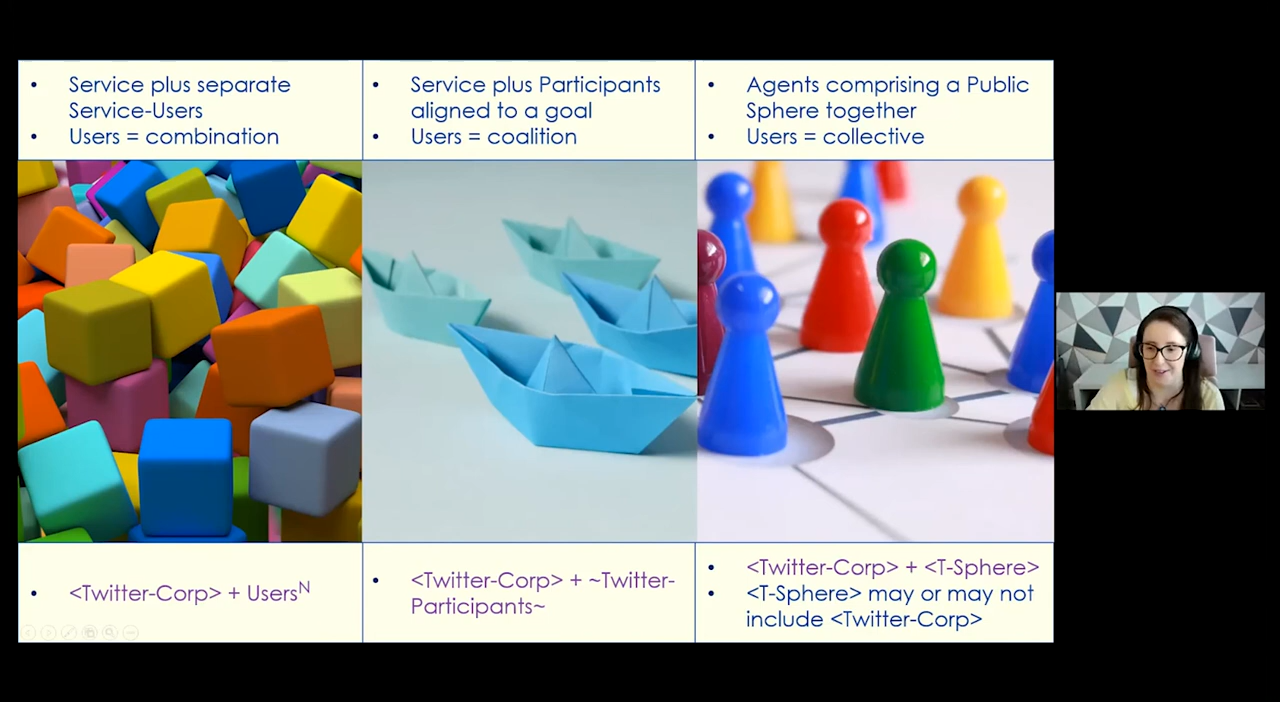 • Service plus separate
Service-Users
• Users = combination
• Service plus Participants
aligned to a goal
• Users = coalition
• Agents comprising a Public
Sphere together
• Users = collective
• <Twitter-Corp> + Users^N
• <Twitter-Corp> + ~Twitter-
Participants~
• <Twitter-Corp> + <T-Sphere>
• <T-Sphere> may or may not
include <Twitter-Corp>